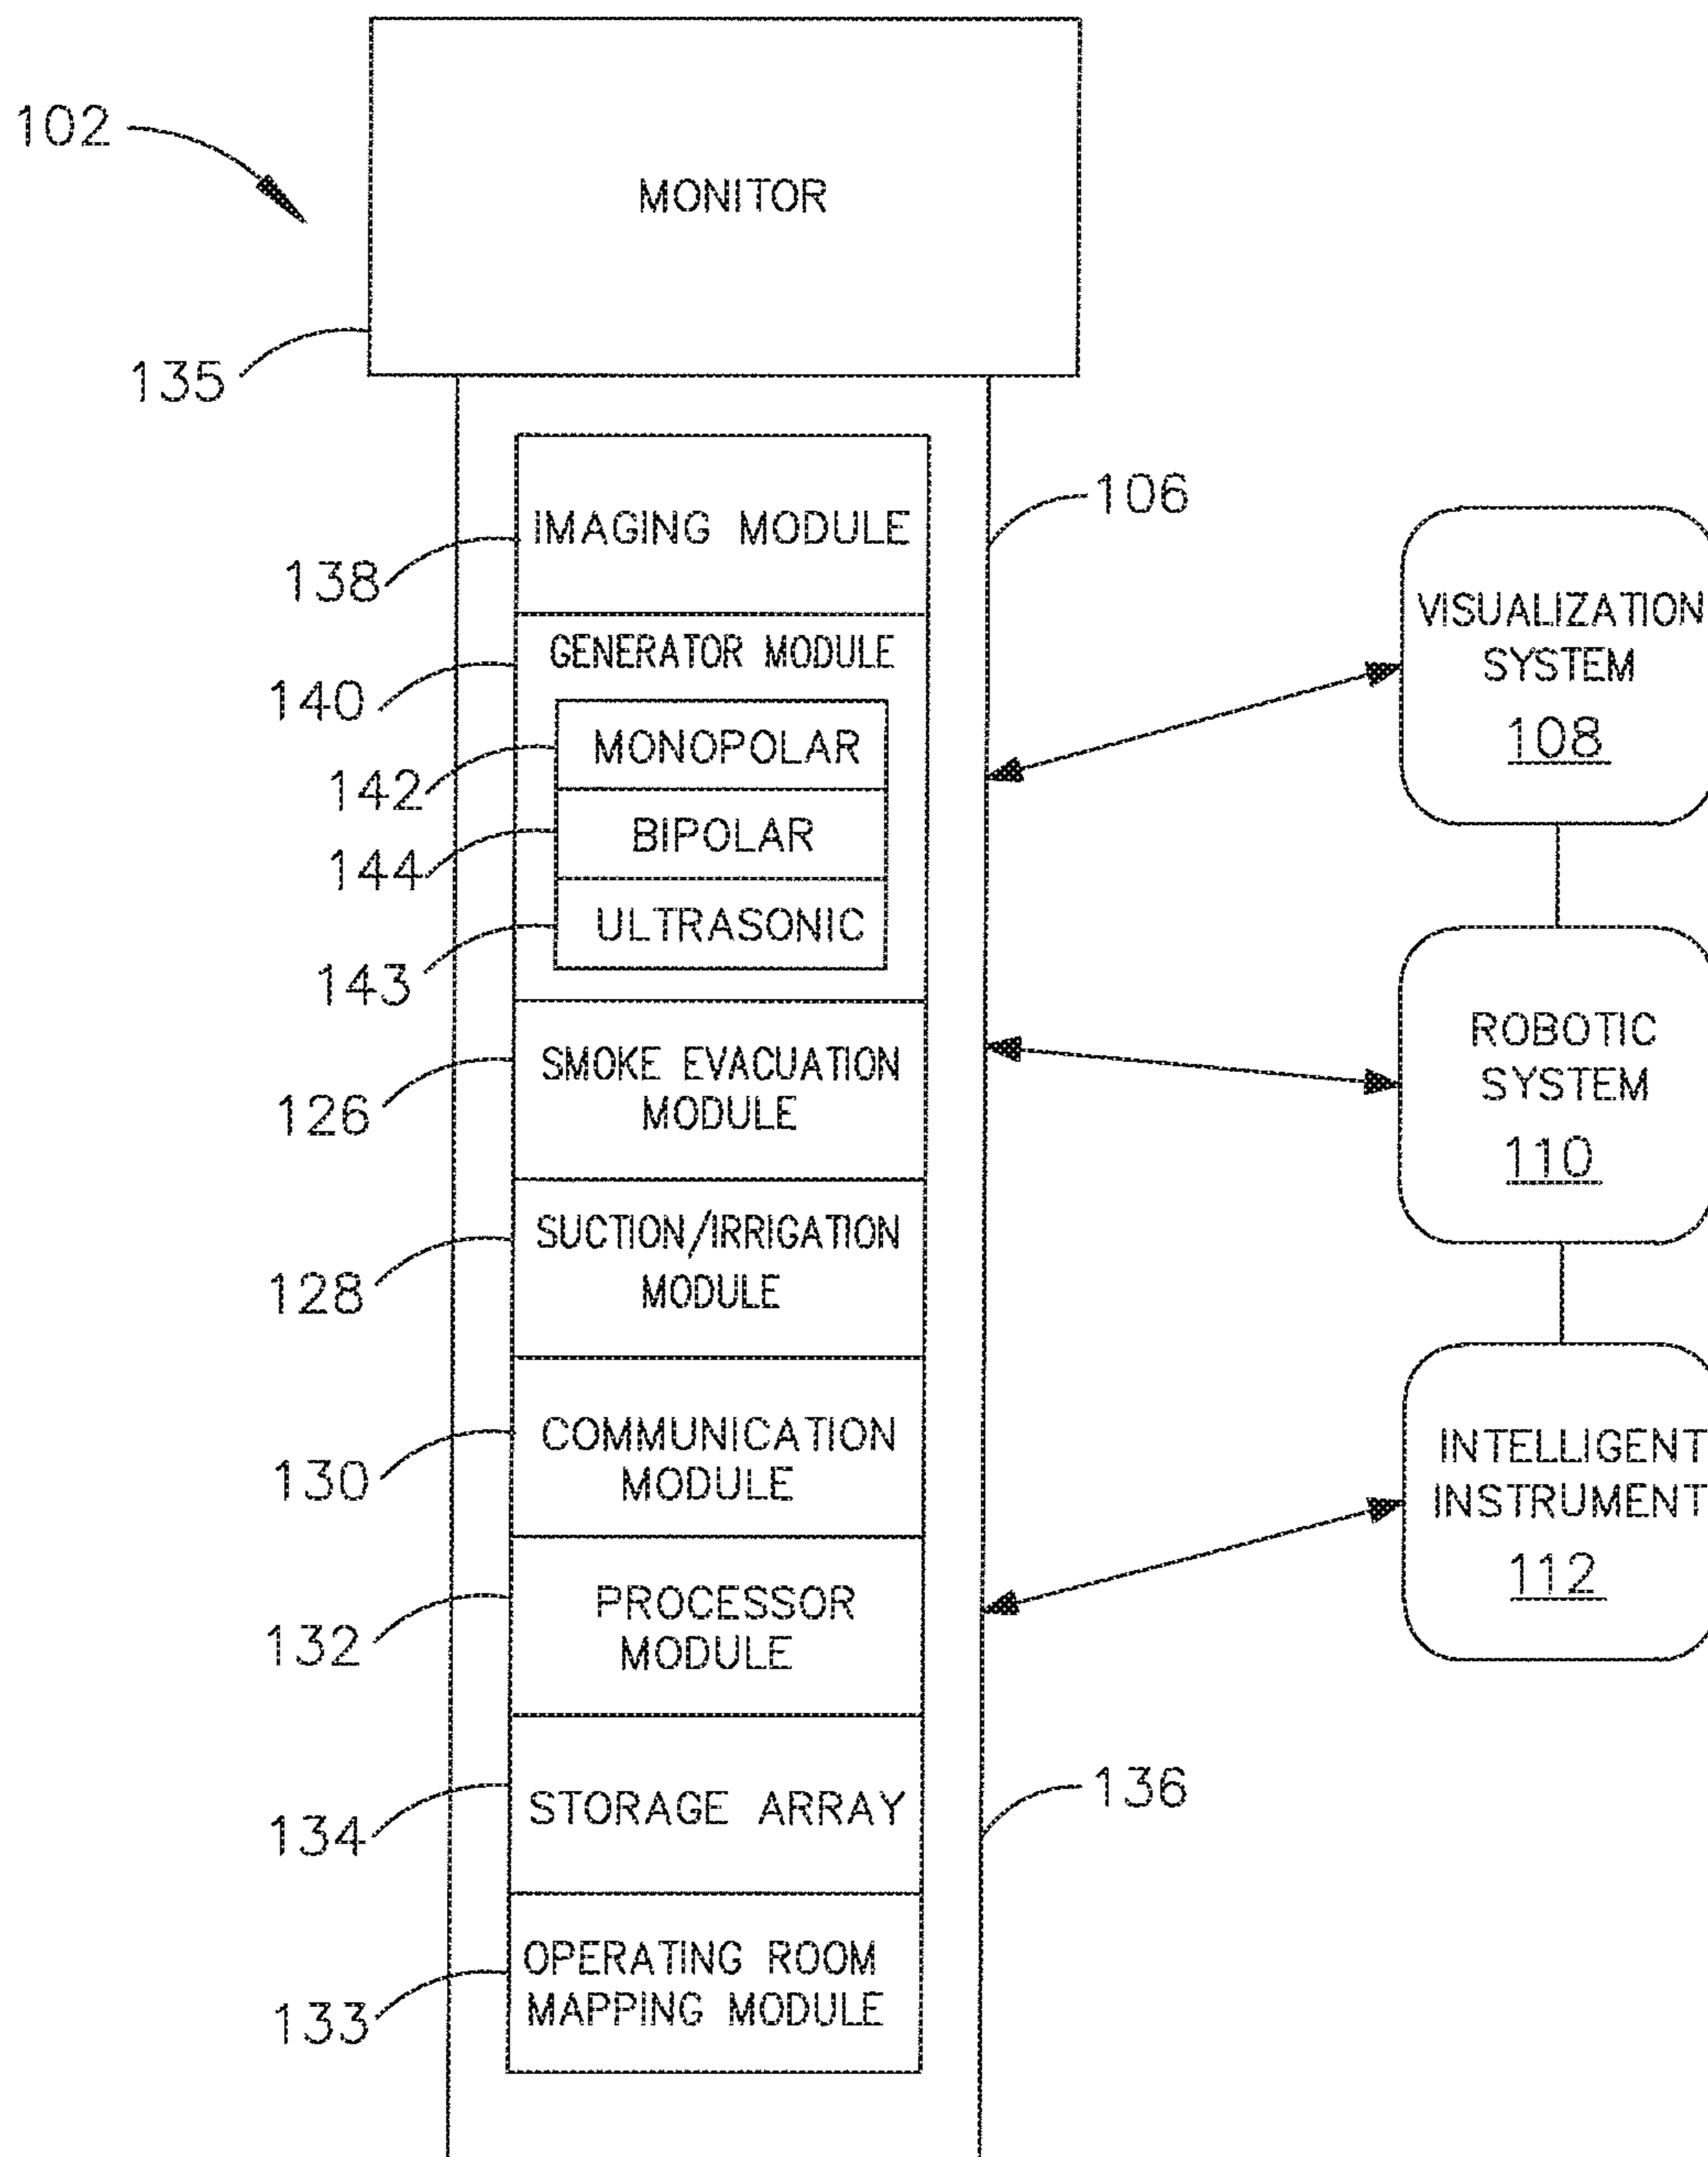 102
MONITOR
135
106
IMAGING MODULE
138
GENERATOR MODULE
140
MONOPOLAR
142
BIPOLAR
144
ULTRASONIC
143
SMOKE EVACUATION
MODULE
126
SUCTION/IRRIGATION
MODULE
128
COMMUNICATION
MODULE
130
PROCESSOR
MODULE
132
STORAGE ARRAY
134
136
OPERATING ROOM
MAPPING MODULE
133
VISUALIZATION
SYSTEM
108
ROBOTIC
SYSTEM
110
INTELLIGENT
INSTRUMENT
112